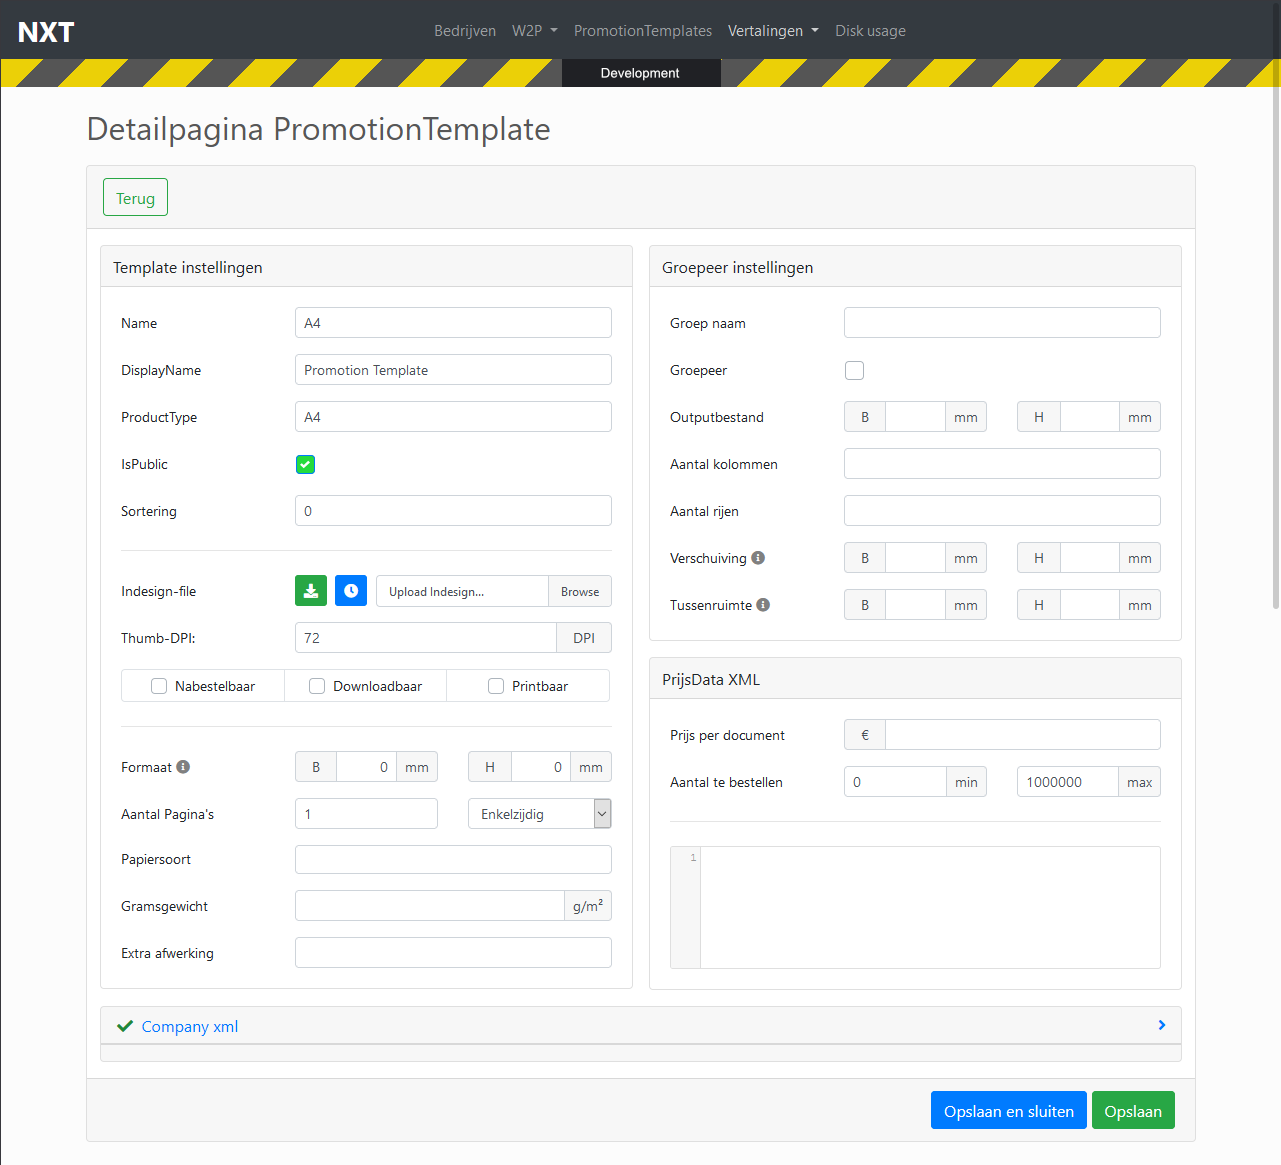 NXT
Bedrijven W2P PromotionTemplates Vertalingen Disk usage
Development
Detailpagina PromotionTemplate
Terug
Template instellingen
Name A4
DisplayName Promotion Template
ProductType A4
IsPublic
Sortering 0
Indesign-file Upload Indesign... Browse
Thumb-DPI: 72 DPI
Nabestelbaar Downloadbaar Printbaar
Formaat B 0 mm H 0 mm
Aantal Pagina's 1 Enkelzijdig
Papiersoort
Gramsgewicht g/m²
Extra afwerking
Groepeer instellingen
Groep naam
Groepeer
Outputbestand B mm H mm
Aantal kolommen
Aantal rijen
Verschuiving B mm H mm
Tussenruimte B mm H mm
PrijsData XML
Prijs per document €
Aantal te bestellen 0 min 1000000 max
1
Company xml
Opslaan en sluiten Opslaan